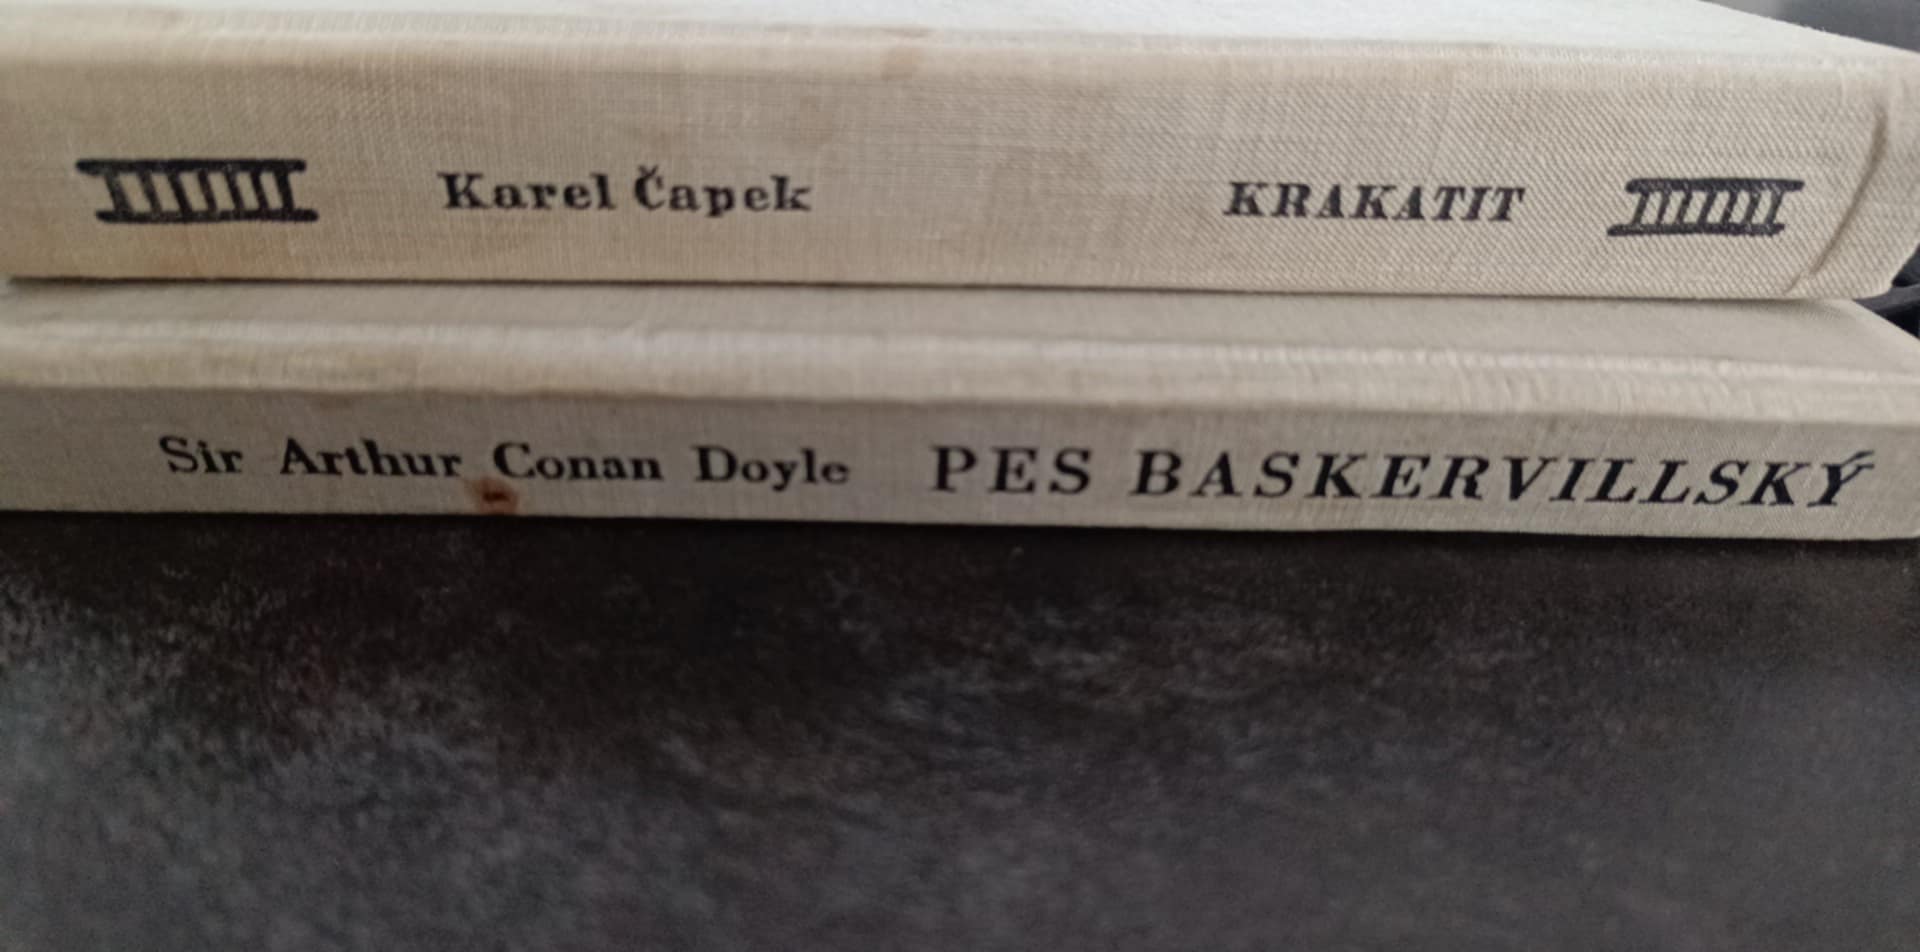 Karel Čapek KRAKATIT
Sir Arthur Conan Doyle PES BASKERVILLSKÝ